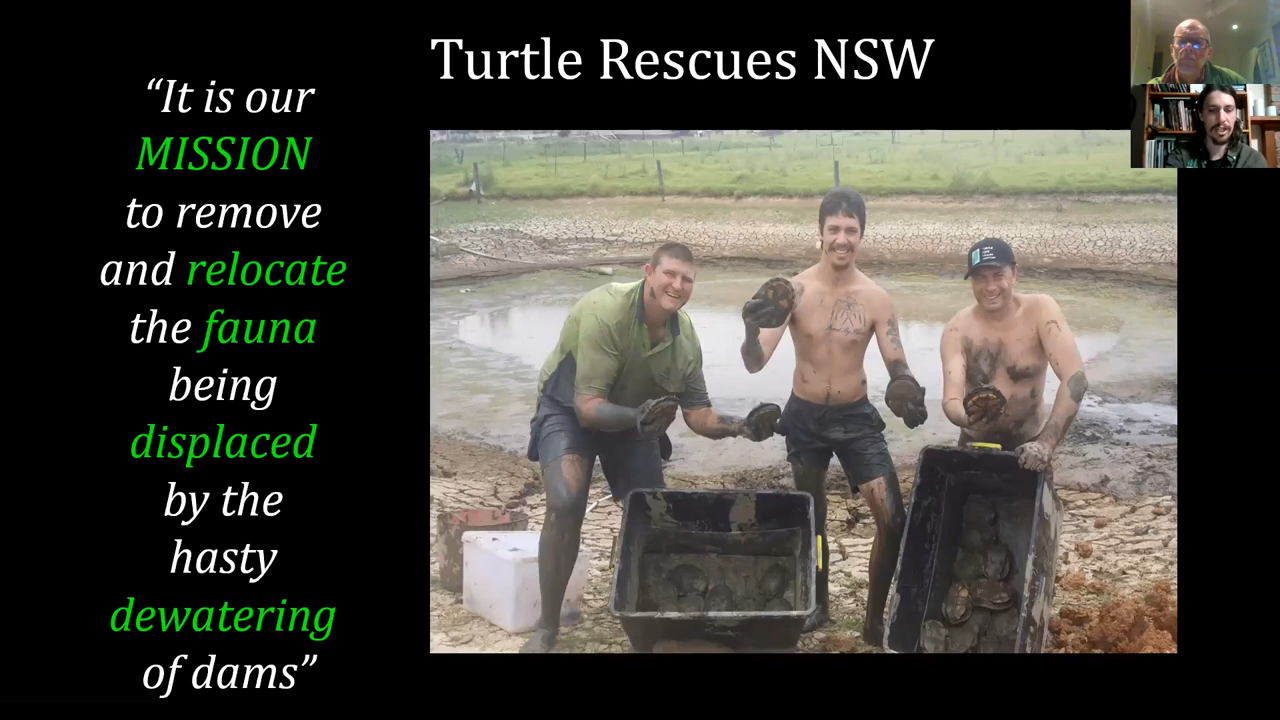 Turtle Rescues NSW
“It is our
MISSION
to remove
and relocate
the fauna
being
displaced
by the
hasty
dewatering
of dams”